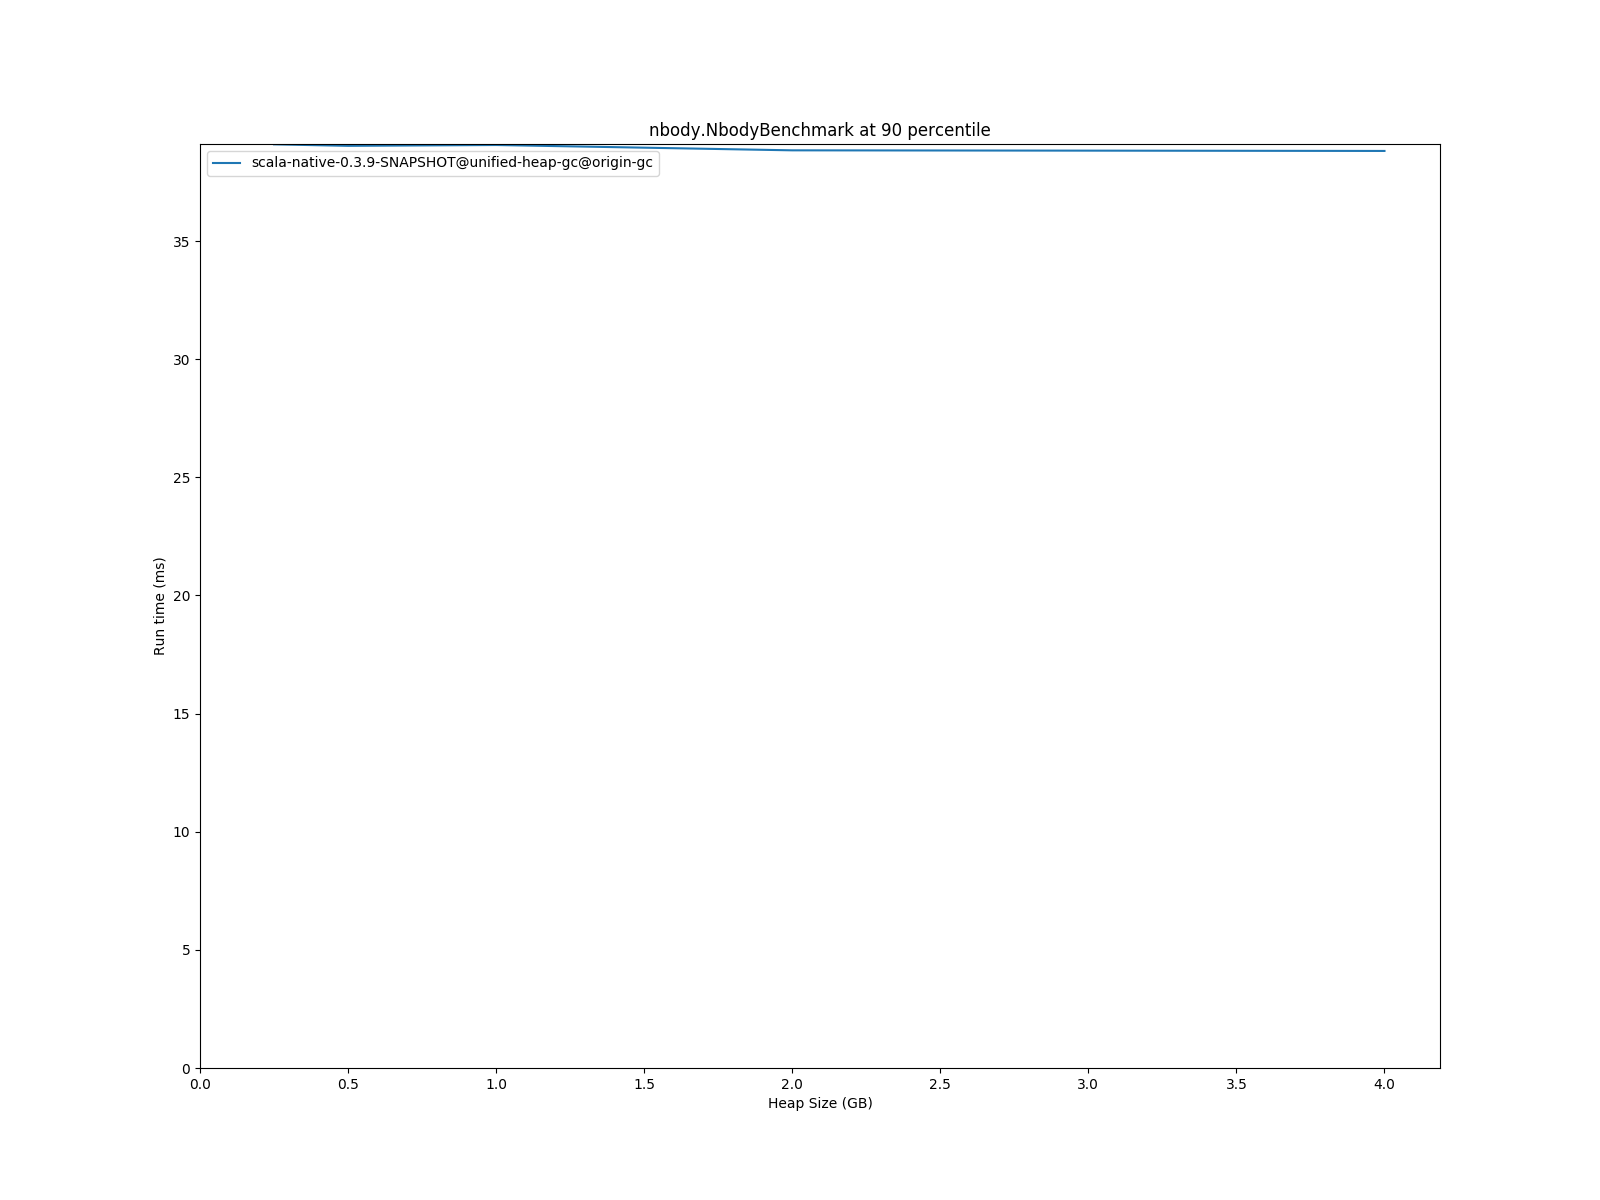 nbody.NbodyBenchmark at 90 percentile
scala-native-0.3.9-SNAPSHOT@unified-heap-gc@origin-gc
35
30
25
20
15
10
5
0
Run time (ms)
0.0 0.5 1.0 1.5 2.0 2.5 3.0 3.5 4.0
Heap Size (GB)